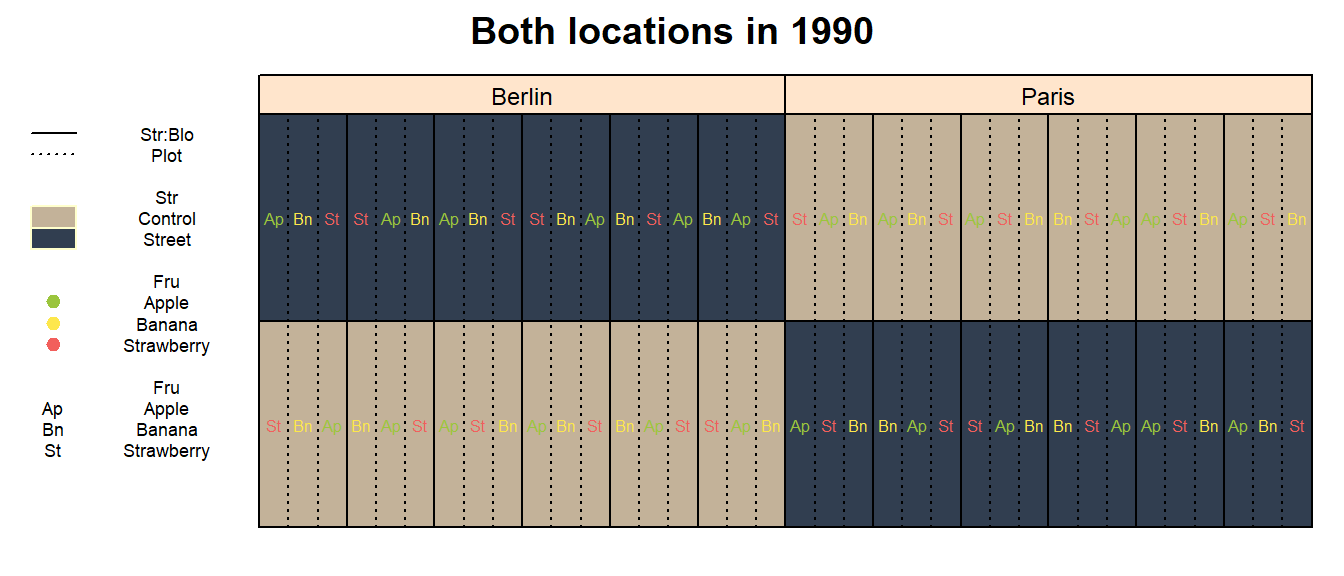 Both locations in 1990
Berlin Paris
Str:Blo
Plot
Str
Control
Street
Fru
Apple
Banana
Strawberry
Fru
Ap Apple
Bn Banana
St Strawberry
Ap Bn St St Ap Bn Ap Bn St St Bn Ap Bn St Ap Bn Ap St St Ap Bn Ap Bn St Ap St Bn Bn St Ap Ap St Bn Ap St Bn
St Bn Ap Bn Ap St Ap St Bn Ap Bn St Bn Ap St St Ap Bn Ap St Bn Bn Ap St St Ap Bn Bn St Ap Ap St Bn Ap Bn St